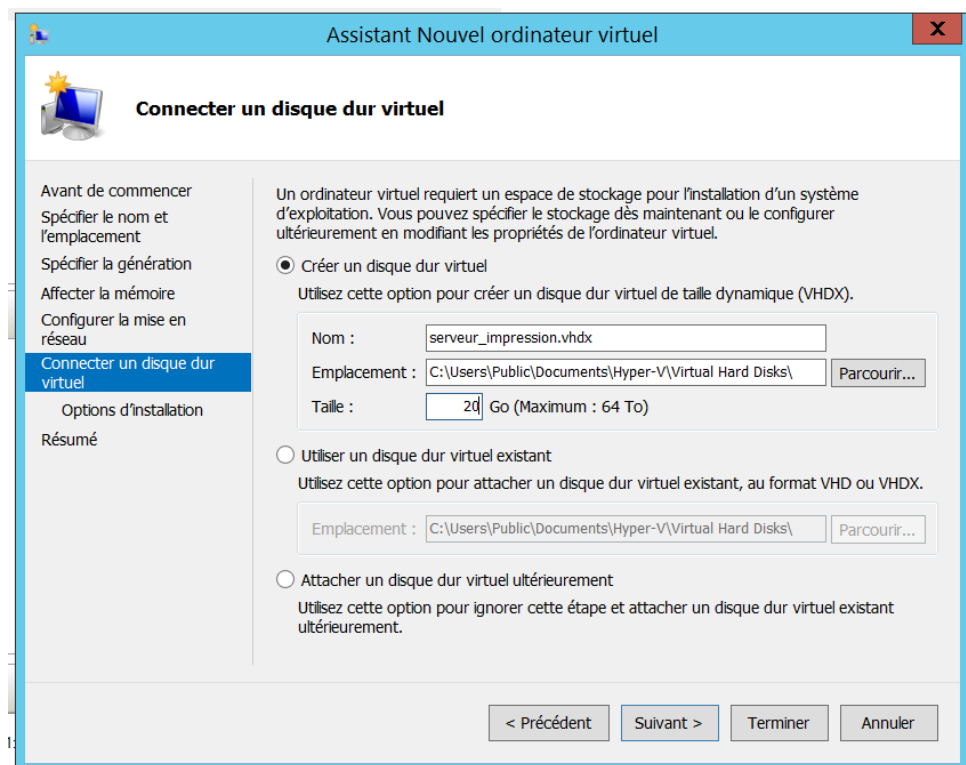 Assistant Nouvel ordinateur virtuel
X
Connecter un disque dur virtuel
Avant de commencer
Spécifier le nom et
l'emplacement
Spécifier la génération
Affecter la mémoire
Configurer la mise en
réseau
Connecter un disque dur
virtuel
Options d'installation
Résumé
Un ordinateur virtuel requiert un espace de stockage pour l'installation d'un système
d'exploitation. Vous pouvez spécifier le stockage dès maintenant ou le configurer
ultérieurement en modifiant les propriétés de l'ordinateur virtuel.
Créer un disque dur virtuel
Utilisez cette option pour créer un disque dur virtuel de taille dynamique (VHDX).
Nom : serveur_impression.vhdx
Emplacement : C:\Users\Public\Documents\Hyper-V\Virtual Hard Disks\ Parcourir...
Taille : 20 Go (Maximum : 64 To)
Utiliser un disque dur virtuel existant
Utilisez cette option pour attacher un disque dur virtuel existant, au format VHD ou VHDX.
Emplacement : C:\Users\Public\Documents\Hyper-V\Virtual Hard Disks\ Parcourir...
Attacher un disque dur virtuel ultérieurement
Utilisez cette option pour ignorer cette étape et attacher un disque dur virtuel existant
ultérieurement.
< Précédent Suivant > Terminer Annuler